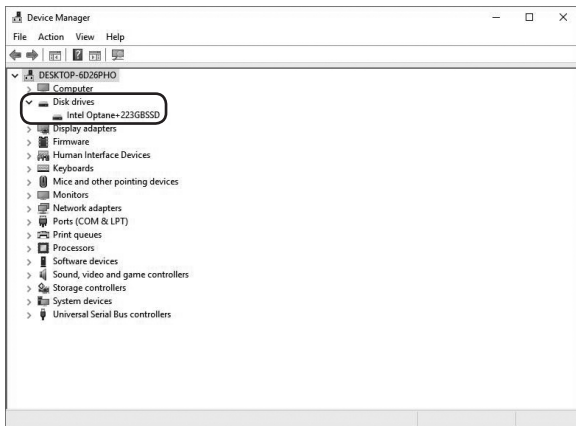 Device Manager
File Action View Help
DESKTOP-6D26PHO
Computer
Disk drives
Intel Optane+223GBSSD
Display adapters
Firmware
Human Interface Devices
Keyboards
Mice and other pointing devices
Monitors
Network adapters
Ports (COM & LPT)
Print queues
Processors
Software devices
Sound, video and game controllers
Storage controllers
System devices
Universal Serial Bus controllers